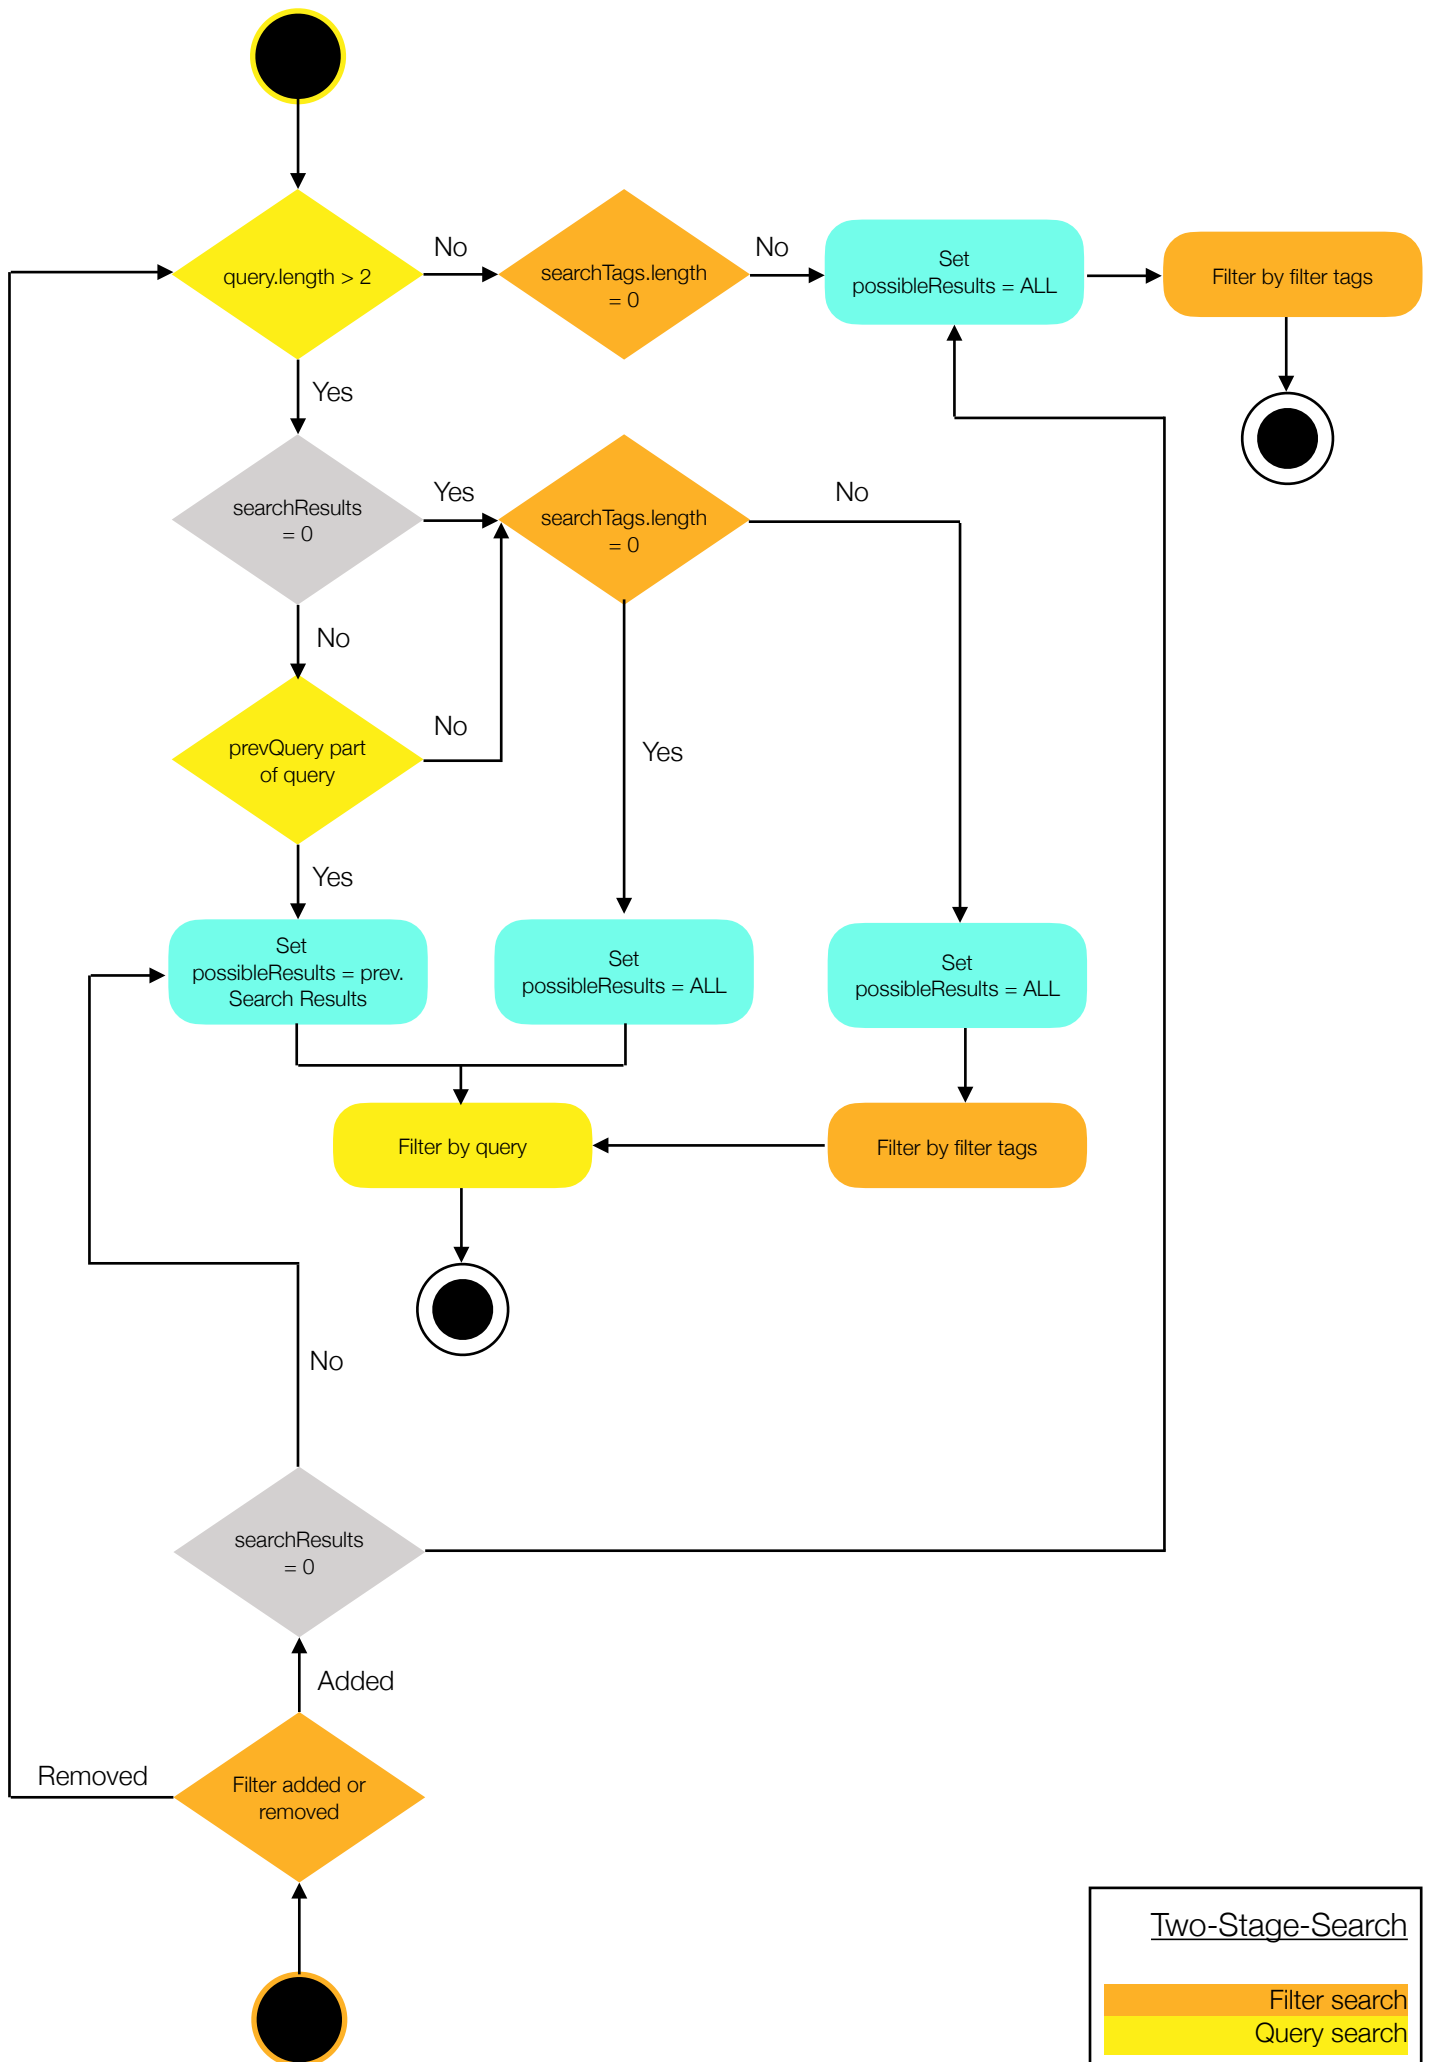 query.length > 2
No
searchTags.length
= 0
No
Set
possibleResults = ALL
Filter by filter tags
Yes
searchResults
= 0
Yes
searchTags.length
= 0
No
No
prevQuery part
of query
No
Yes
Yes
Set
possibleResults = prev.
Search Results
Set
possibleResults = ALL
Set
possibleResults = ALL
Filter by query
Filter by filter tags
No
searchResults
= 0
Added
Removed
Filter added or
removed
Two-Stage-Search
Filter search
Query search